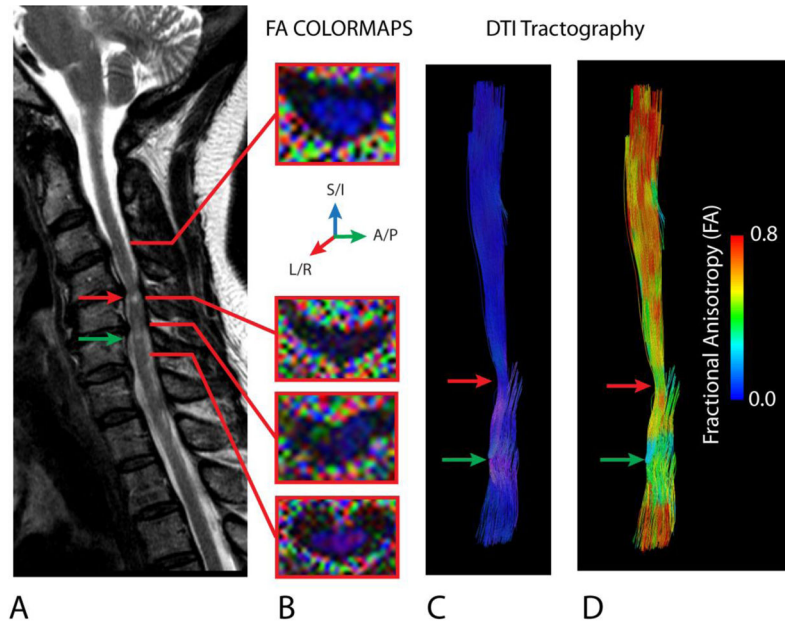 FA COLORMAPS
DTI Tractography
S/I
A/P
L/R
Fractional Anisotropy (FA)
0.8
0.0
A
B
C
D